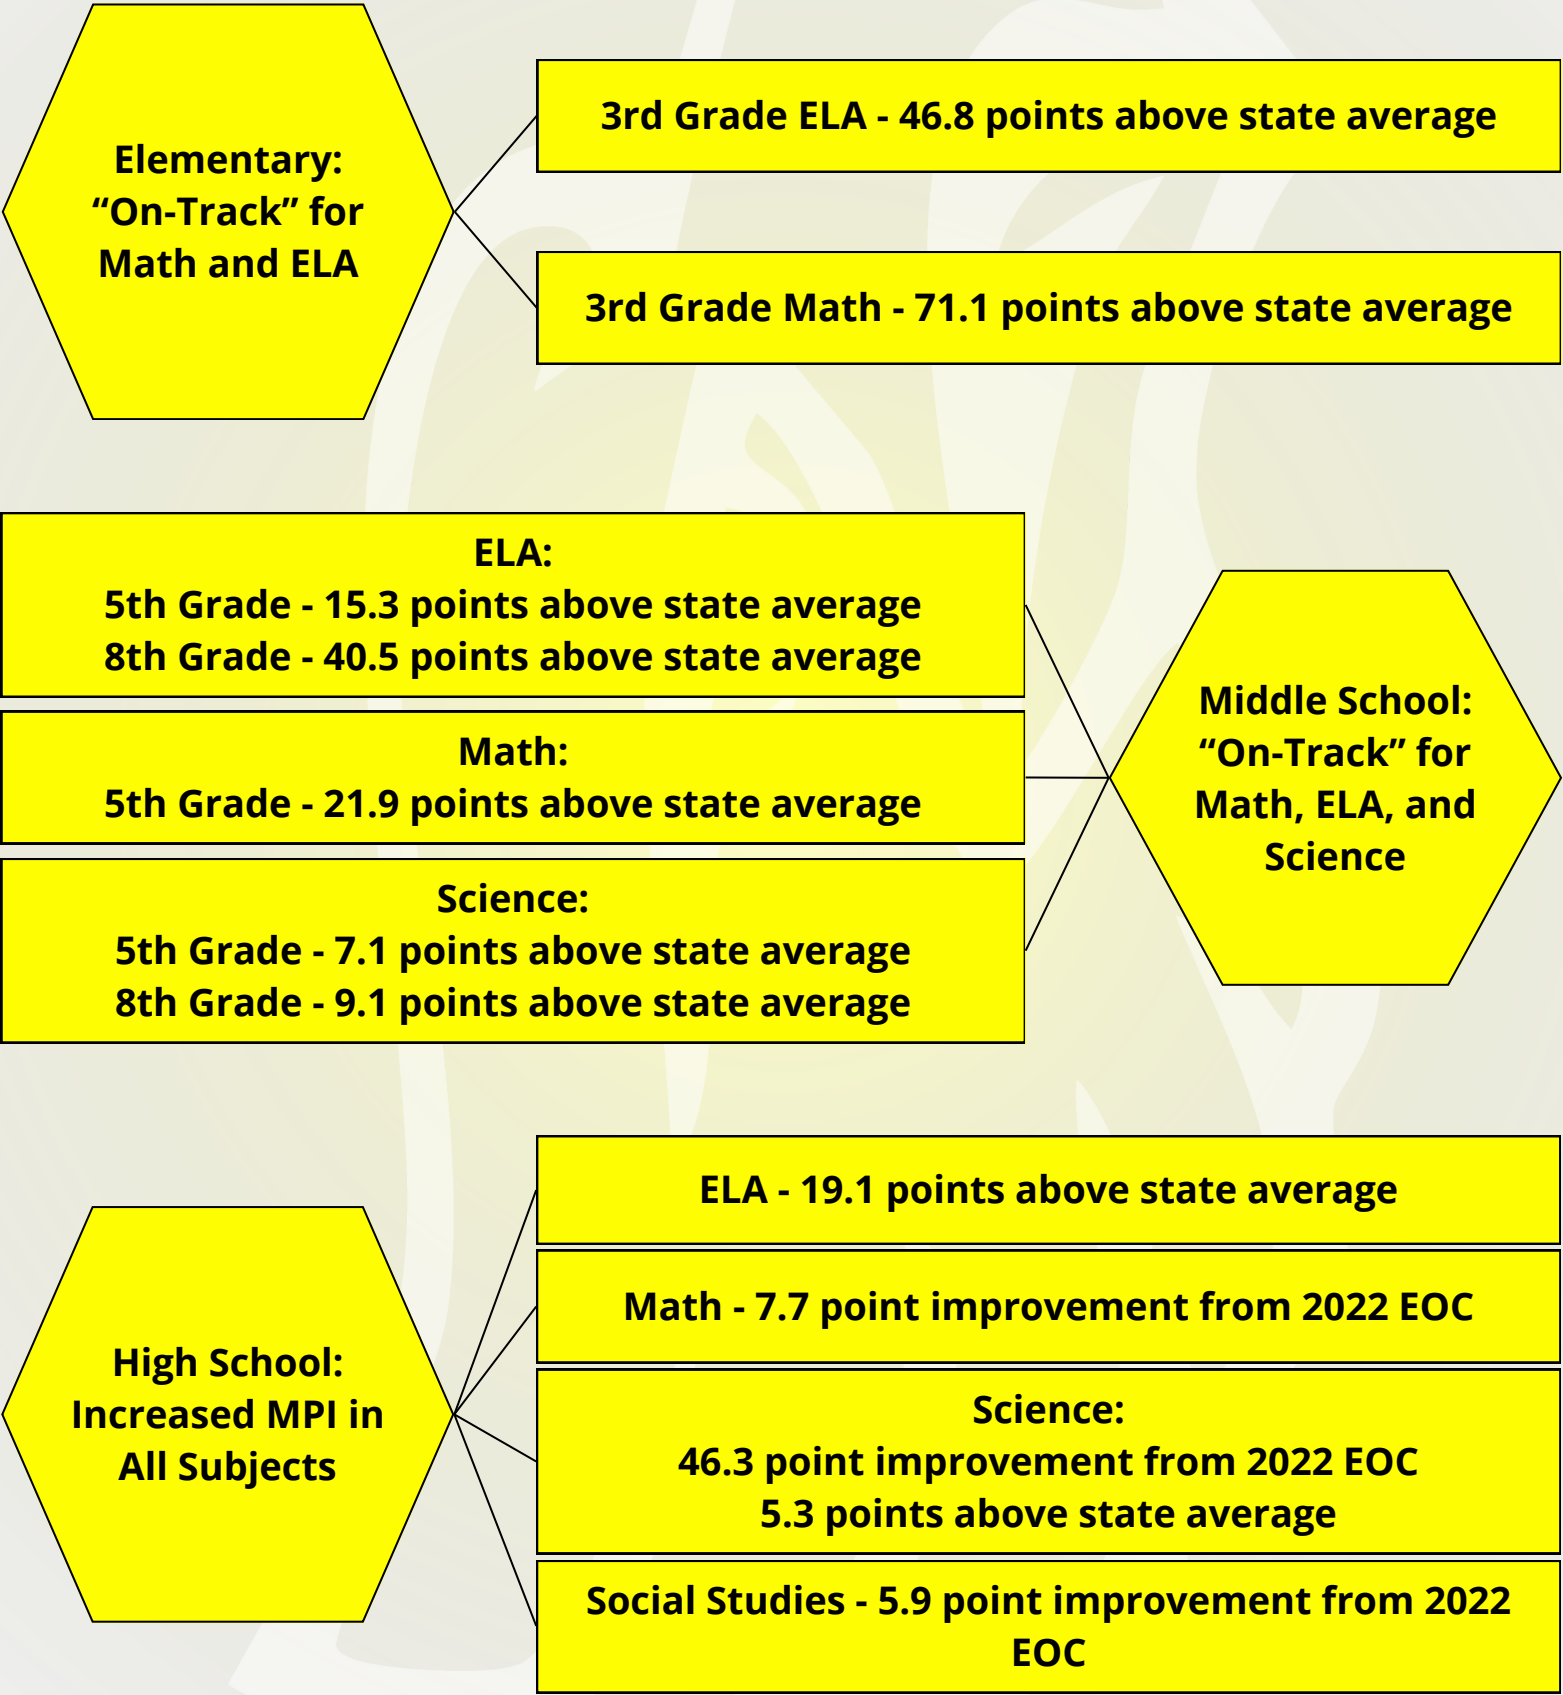 Elementary:
“On-Track” for
Math and ELA
3rd Grade ELA - 46.8 points above state average
3rd Grade Math - 71.1 points above state average
ELA:
5th Grade - 15.3 points above state average
8th Grade - 40.5 points above state average
Math:
5th Grade - 21.9 points above state average
Science:
5th Grade - 7.1 points above state average
8th Grade - 9.1 points above state average
Middle School:
“On-Track” for
Math, ELA, and
Science
High School:
Increased MPI in
All Subjects
ELA - 19.1 points above state average
Math - 7.7 point improvement from 2022 EOC
Science:
46.3 point improvement from 2022 EOC
5.3 points above state average
Social Studies - 5.9 point improvement from 2022
EOC